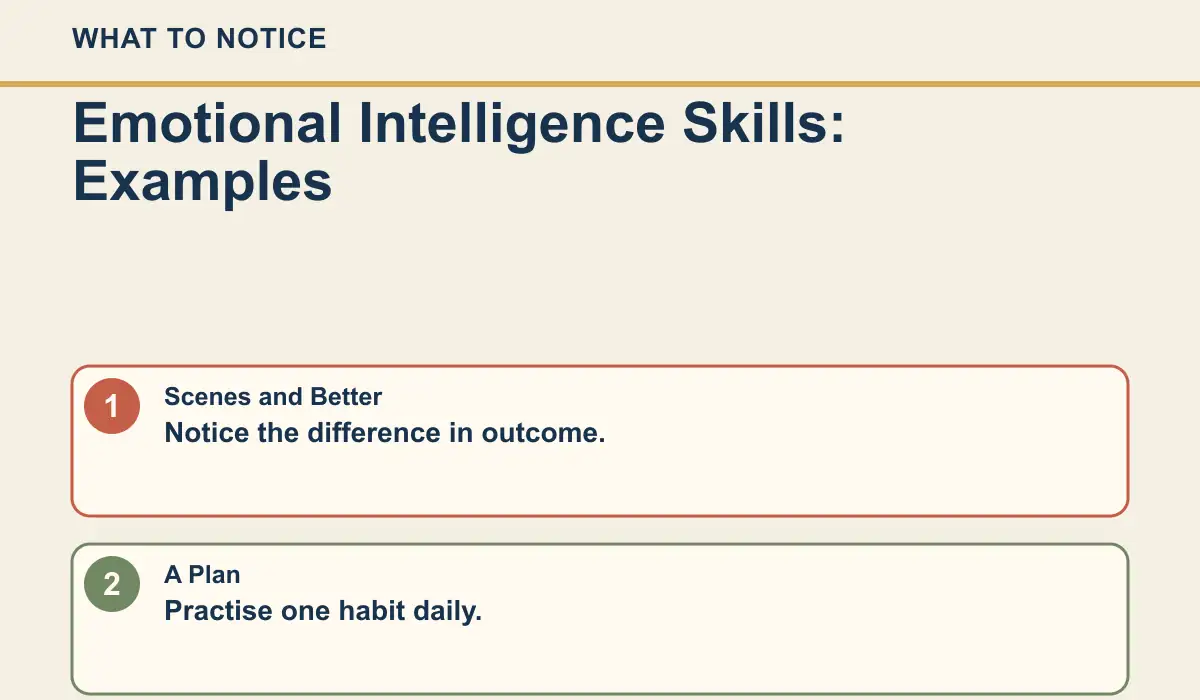 WHAT TO NOTICE
Emotional Intelligence Skills:
Examples
1
Scenes and Better
Notice the difference in outcome.
2
A Plan
Practise one habit daily.